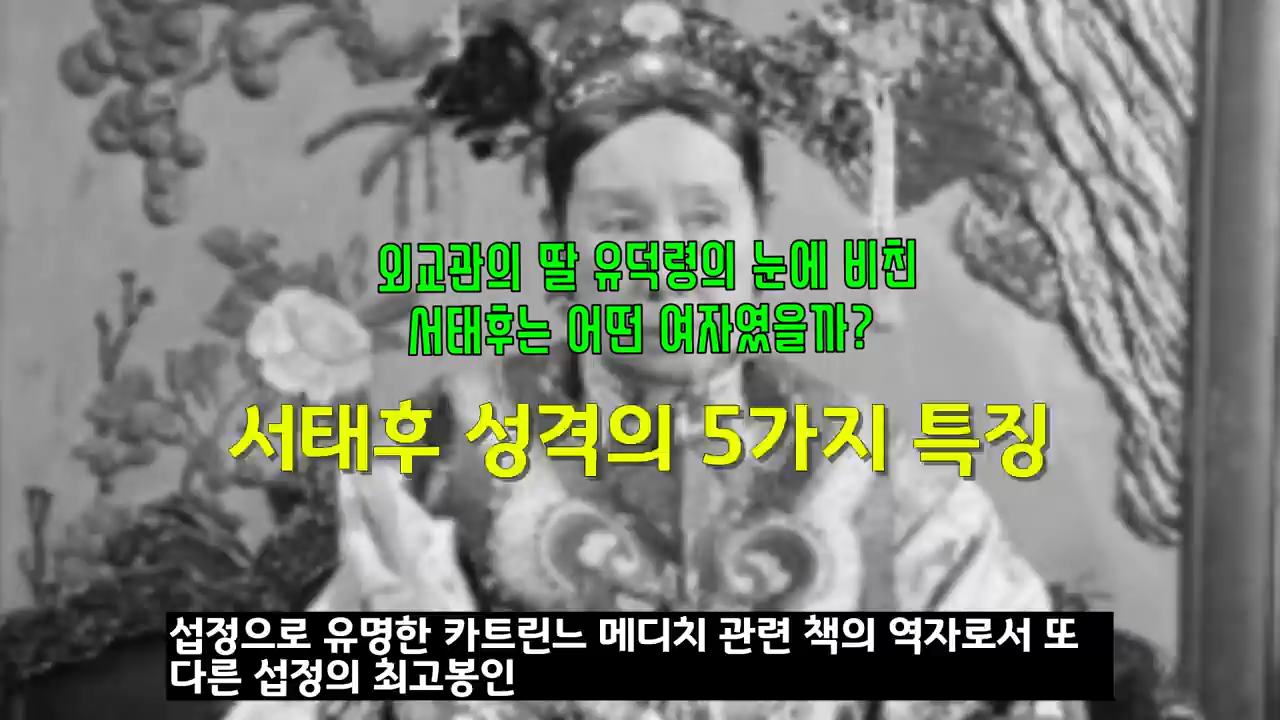 외교관의 딸 유덕령의 눈에 비친
서태후는 어떤 여자였을까?
서태후 성격의 5가지 특징
섭정으로 유명한 카트린느 메디치 관련 책의 역자로서 또
다른 섭정의 최고봉인